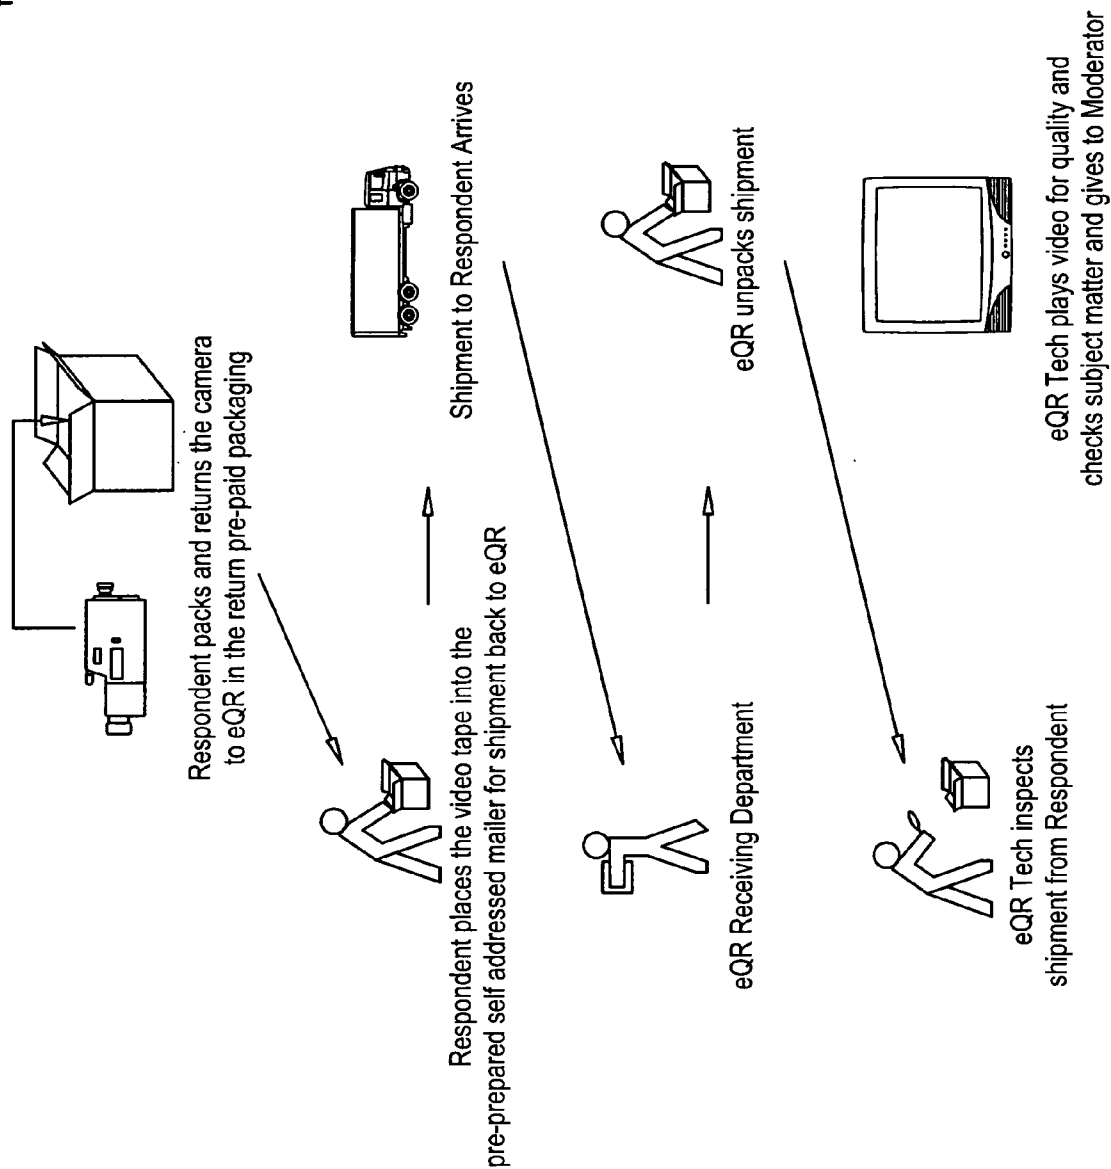 Respondent packs and returns the camera
to eQR in the return pre-paid packaging
Respondent places the video tape into the
pre-prepared self addressed mailer for shipment back to eQR
Shipment to Respondent Arrives
eQR Receiving Department
eQR unpacks shipment
eQR Tech inspects
shipment from Respondent
eQR Tech plays video for quality and
checks subject matter and gives to Moderator